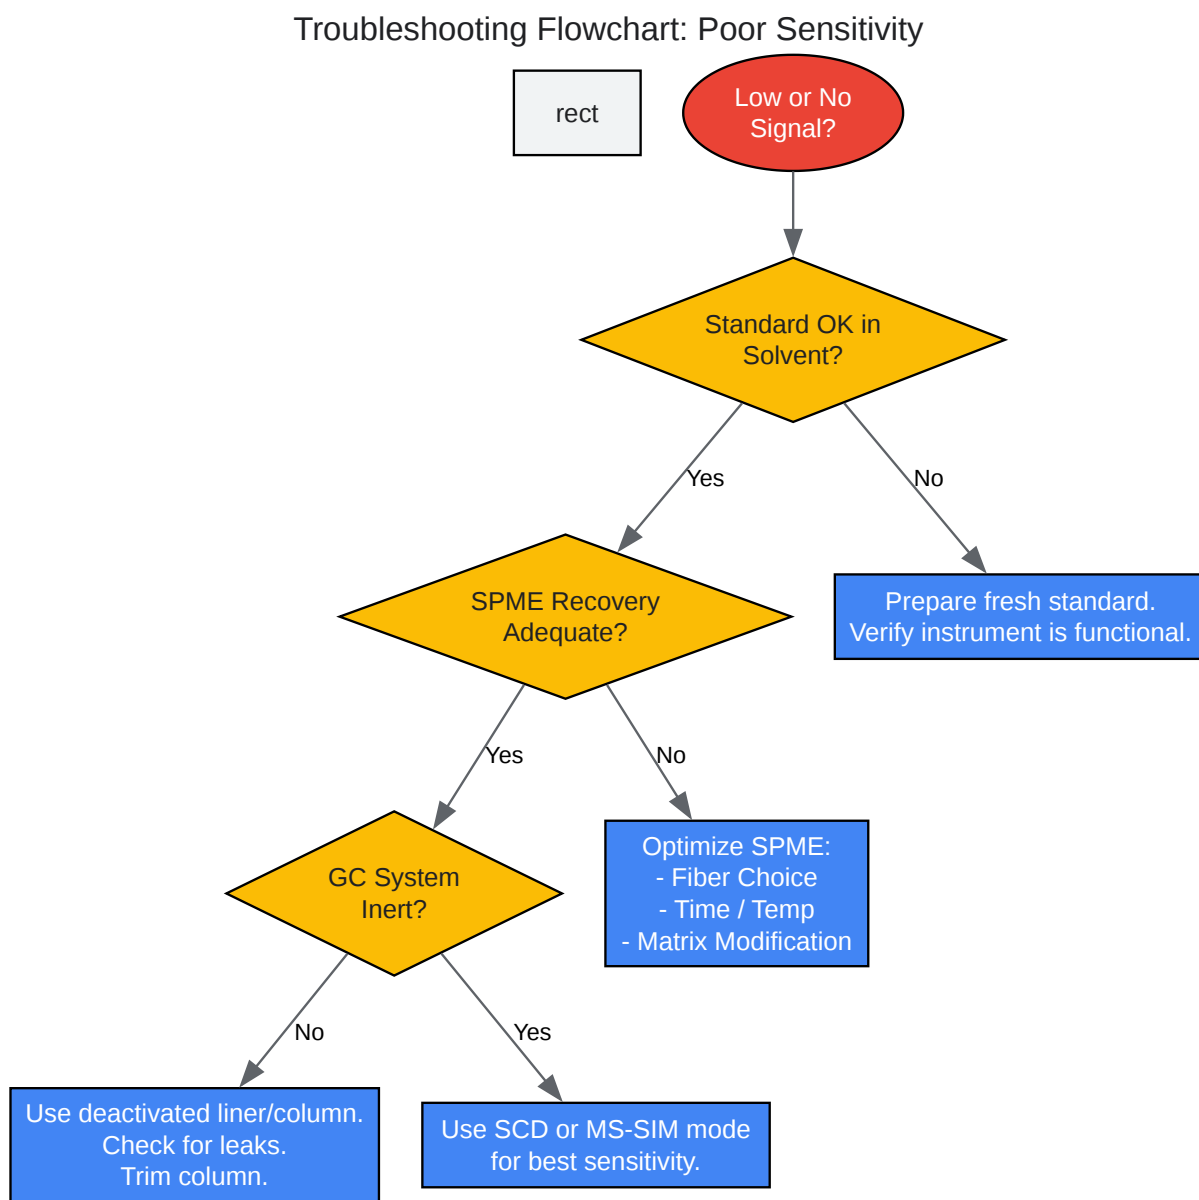 Troubleshooting Flowchart: Poor Sensitivity
rect
Low or No
Signal?
Standard OK in
Solvent?
Yes
No
SPME Recovery
Adequate?
Prepare fresh standard.
Verify instrument is functional.
Yes
No
GC System
Inert?
Optimize SPME:
- Fiber Choice
- Time / Temp
- Matrix Modification
No
Yes
Use deactivated liner/column.
Check for leaks.
Trim column.
Use SCD or MS-SIM mode
for best sensitivity.